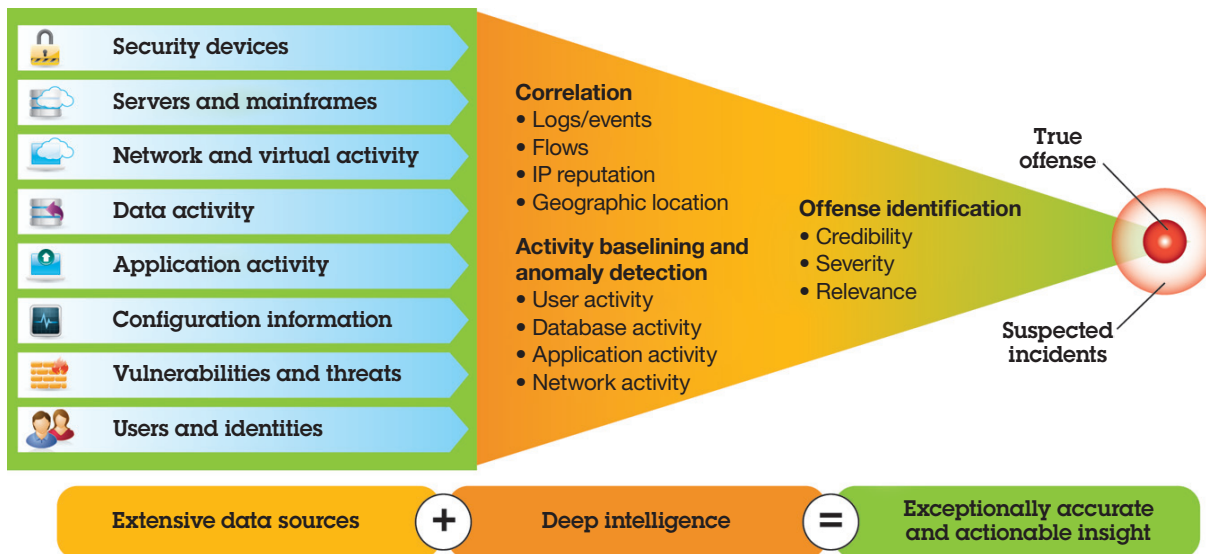 Security devices
Servers and mainframes
Network and virtual activity
Data activity
Application activity
Configuration information
Vulnerabilities and threats
Users and identities
Correlation
• Logs/events
• Flows
• IP reputation
• Geographic location
Activity baselining and
anomaly detection
• User activity
• Database activity
• Application activity
• Network activity
Offense identification
• Credibility
• Severity
• Relevance
True
offense
Suspected
incidents
Extensive data sources
+
Deep intelligence
=
Exceptionally accurate
and actionable insight